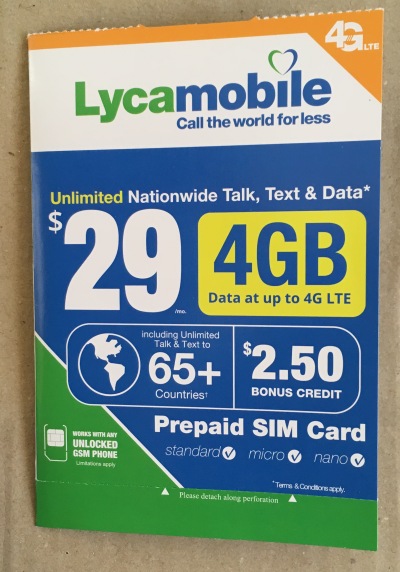 4G LTE
Lycamobile
Call the world for less
Unlimited Nationwide Talk, Text & Data*
$29 /mo.
4GB
Data at up to 4G LTE
including Unlimited
Talk & Text to
65+
Countries†
$2.50
BONUS CREDIT
Prepaid SIM Card
standard micro nano
WORKS WITH ANY
UNLOCKED
GSM PHONE
Limitations apply
*Terms & Conditions apply.
Please detach along perforation